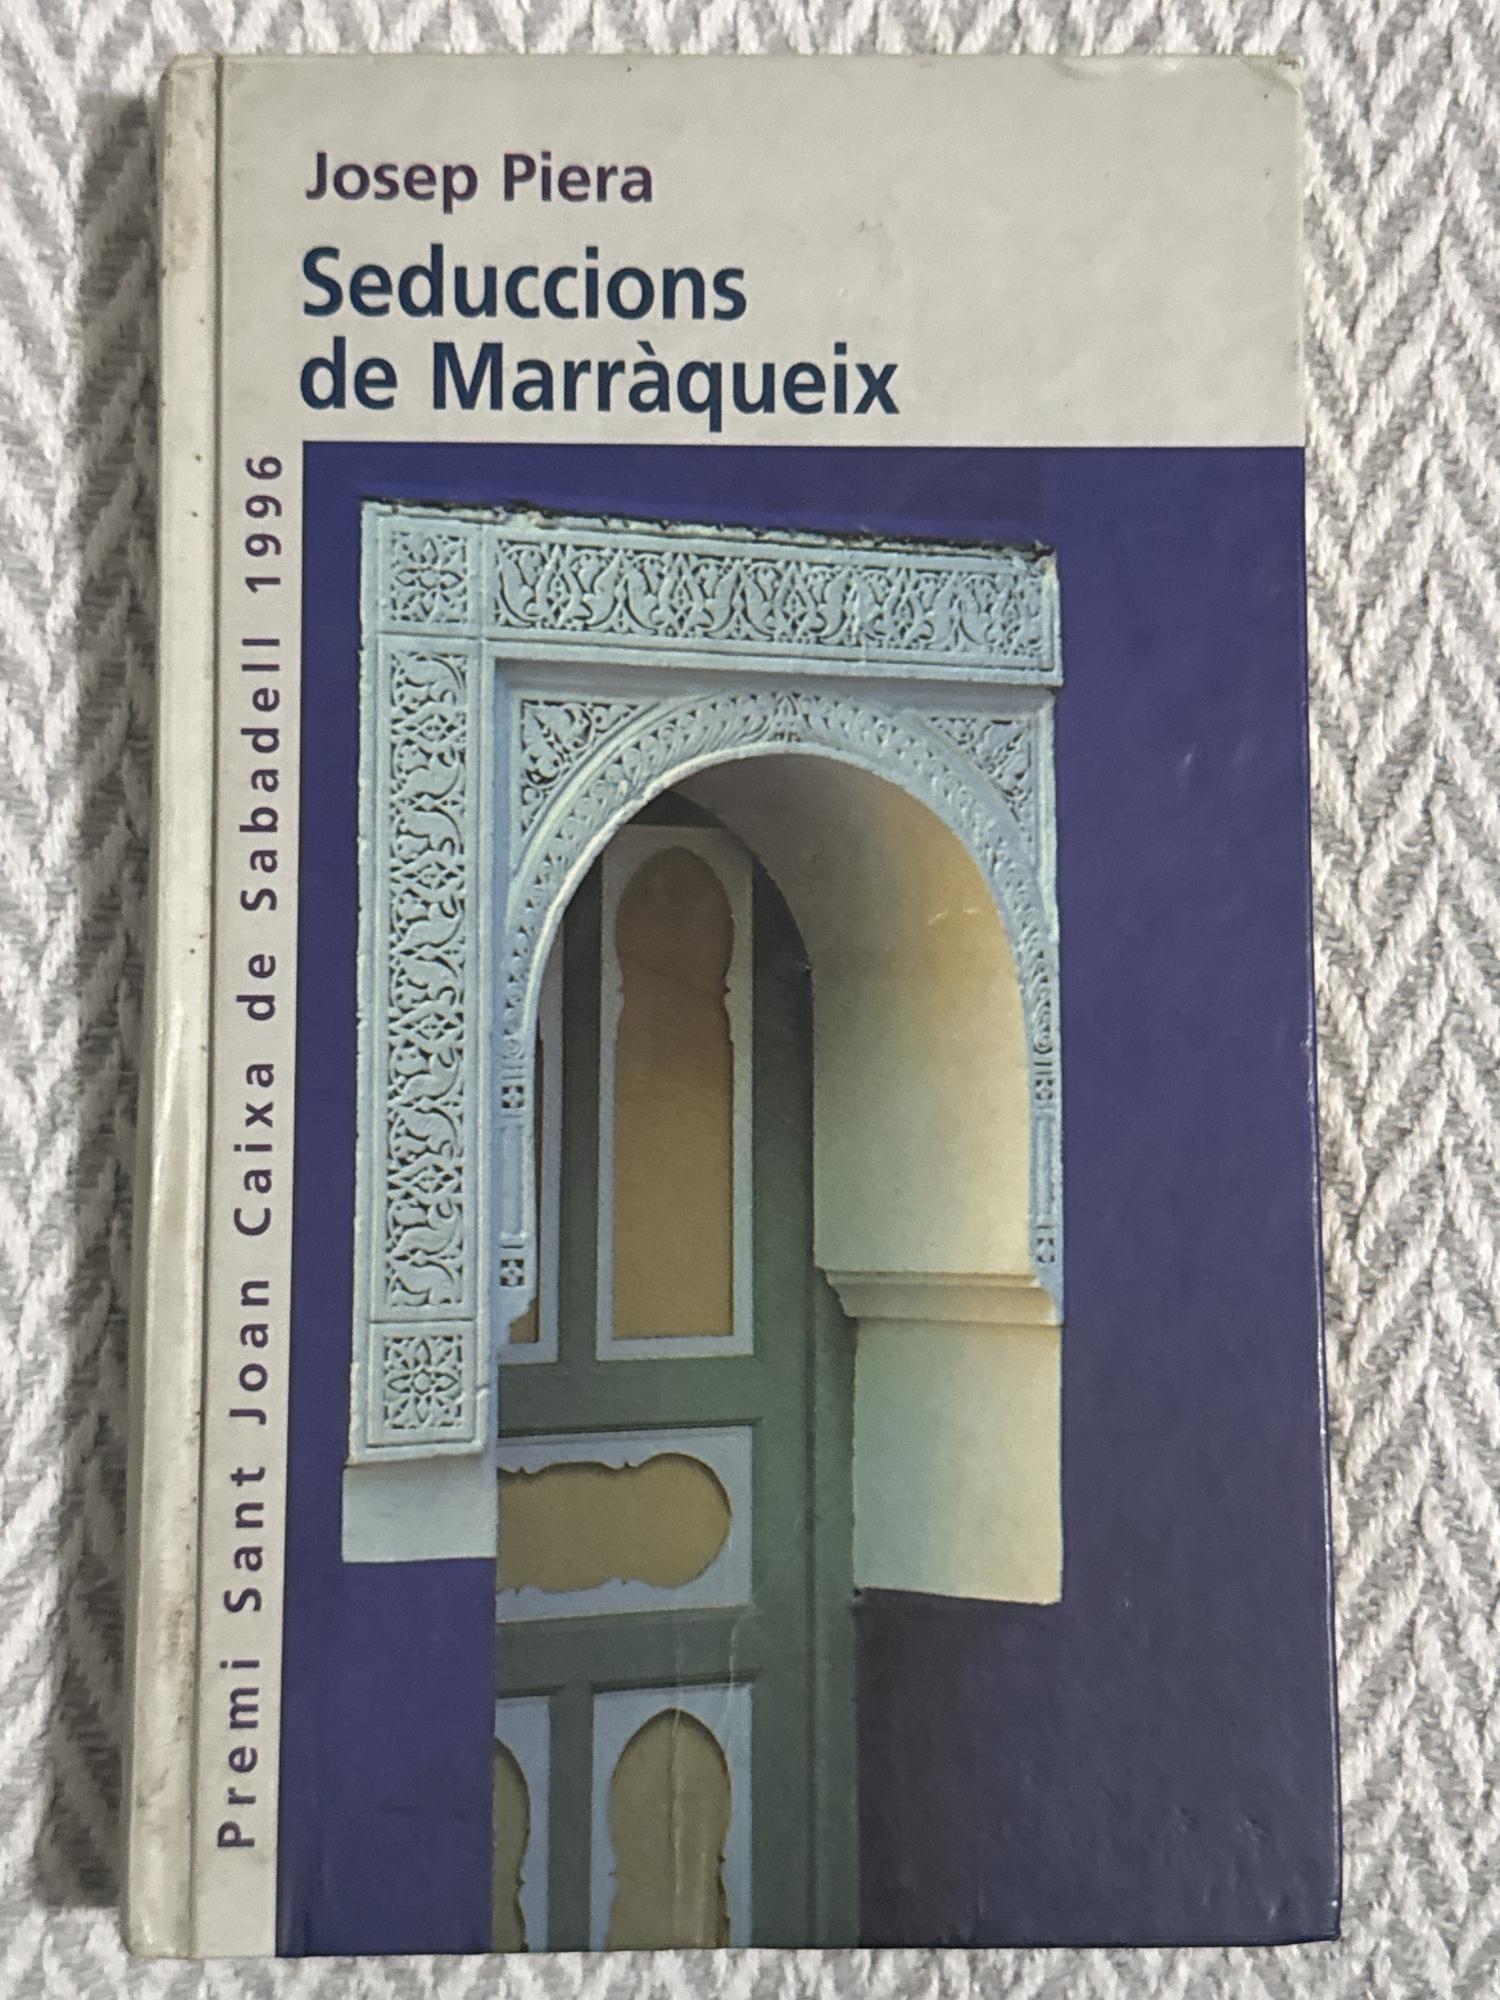 Josep Piera
Seduccions
de Marràqueix
Premi Sant Joan Caixa de Sabadell 1996